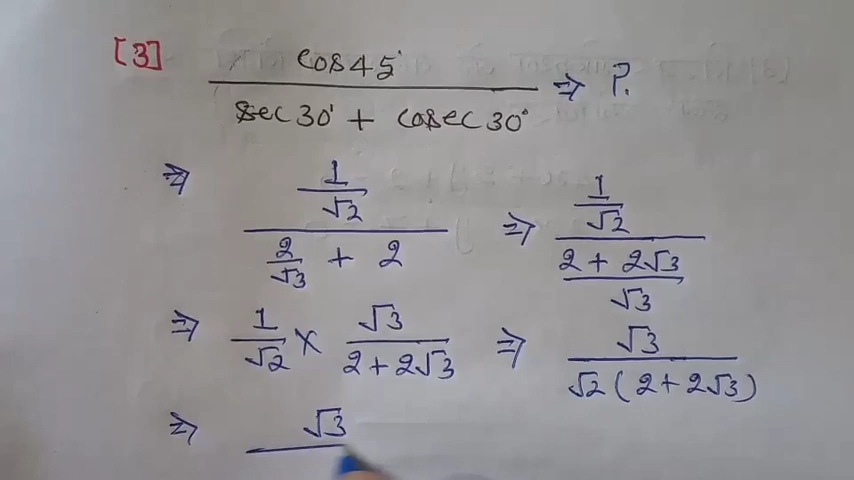 [3] cos45° / sec30° + cosec30° ⇒ ?
⇒ 1/√2 / 2/√3 + 2 ⇒ 1/√2 / 2 + 2√3/√3
⇒ 1/√2 × √3/2+2√3 ⇒ √3 / √2(2+2√3)
⇒ √3